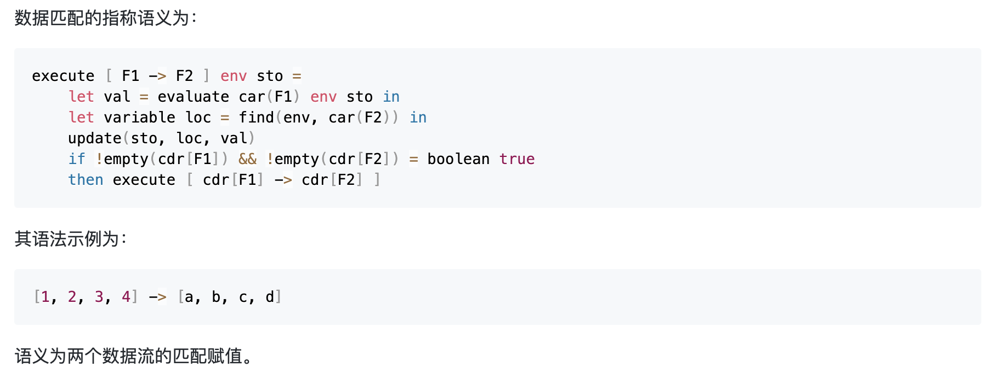 数据匹配的指称语义为：
execute [ F1 -> F2 ] env sto =
    let val = evaluate car(F1) env sto in
    let variable loc = find(env, car(F2)) in
    update(sto, loc, val)
    if !empty(cdr[F1]) && !empty(cdr[F2]) = boolean true
    then execute [ cdr[F1] -> cdr[F2] ]
其语法示例为：
[1, 2, 3, 4] -> [a, b, c, d]
语义为两个数据流的匹配赋值。